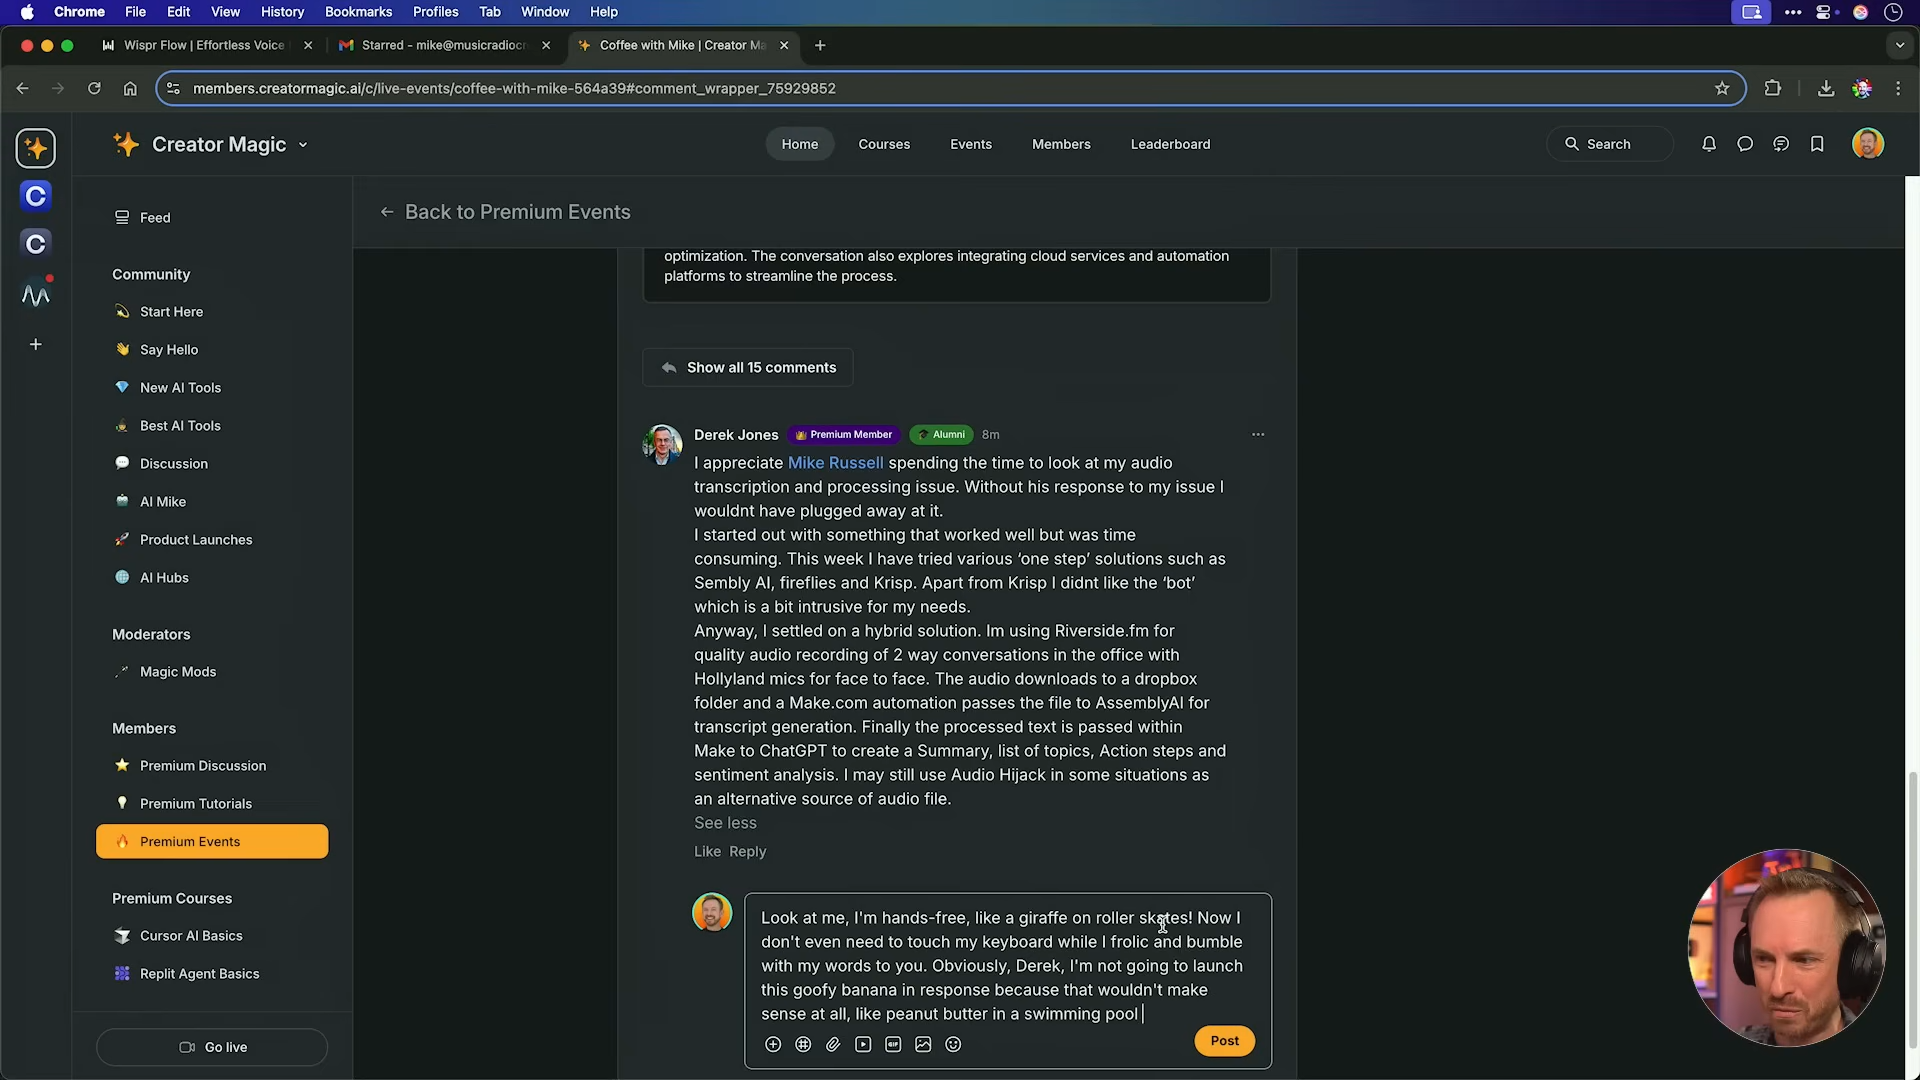 Chrome File Edit View History Bookmarks Profiles Tab Window Help
Wispr Flow | Effortless Voice
Starred - mike@musicradiocr
Coffee with Mike | Creator Ma
members.creatormagic.ai/c/live-events/coffee-with-mike-564a39#comment_wrapper_75929852
Creator Magic
Home Courses Events Members Leaderboard
Search
C
C
Feed
Community
Start Here
Say Hello
New AI Tools
Best AI Tools
Discussion
AI Mike
Product Launches
AI Hubs
Moderators
Magic Mods
Members
Premium Discussion
Premium Tutorials
Premium Events
Premium Courses
Cursor AI Basics
Replit Agent Basics
Go live
Back to Premium Events
optimization. The conversation also explores integrating cloud services and automation
platforms to streamline the process.
Show all 15 comments
Derek Jones Premium Member Alumni 8m
I appreciate Mike Russell spending the time to look at my audio
transcription and processing issue. Without his response to my issue I
wouldnt have plugged away at it.
I started out with something that worked well but was time
consuming. This week I have tried various ‘one step’ solutions such as
Sembly AI, fireflies and Krisp. Apart from Krisp I didnt like the ‘bot’
which is a bit intrusive for my needs.
Anyway, I settled on a hybrid solution. Im using Riverside.fm for
quality audio recording of 2 way conversations in the office with
Hollyland mics for face to face. The audio downloads to a dropbox
folder and a Make.com automation passes the file to AssemblyAI for
transcript generation. Finally the processed text is passed within
Make to ChatGPT to create a Summary, list of topics, Action steps and
sentiment analysis. I may still use Audio Hijack in some situations as
an alternative source of audio file.
See less
Like Reply
Look at me, I'm hands-free, like a giraffe on roller skates! Now I
don't even need to touch my keyboard while I frolic and bumble
with my words to you. Obviously, Derek, I'm not going to launch
this goofy banana in response because that wouldn't make
sense at all, like peanut butter in a swimming pool
GIF
Post